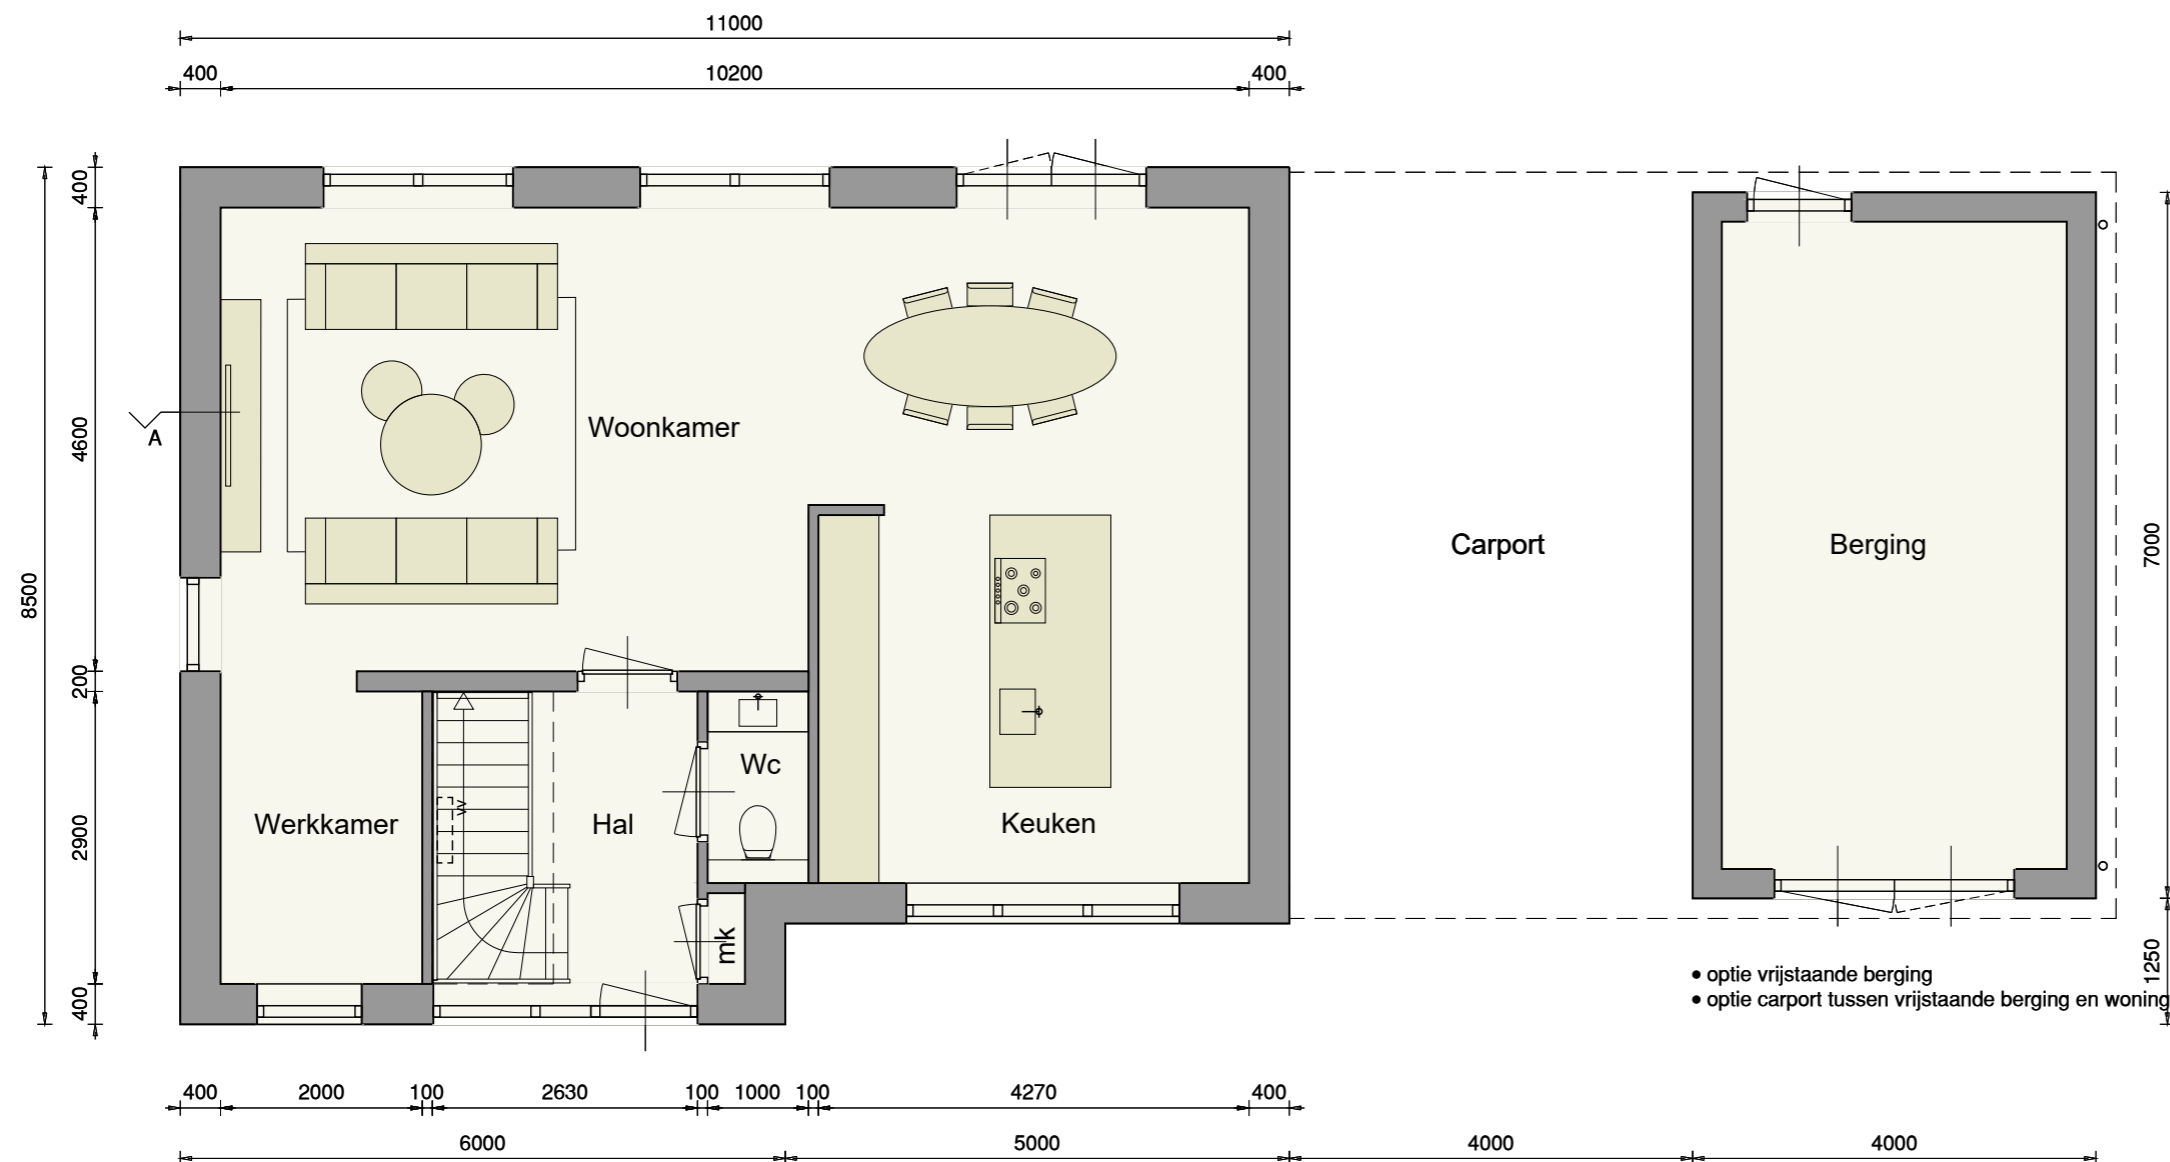 11000
400 10200 400
400
4600
200
2900
400
8500
A
Woonkamer
Carport
Berging
7000
1250
Wc
Werkkamer
vv
Hal
Keuken
mk
• optie vrijstaande berging
• optie carport tussen vrijstaande berging en woning
400 2000 100 2630 100 1000 100 4270 400
6000 5000 4000 4000